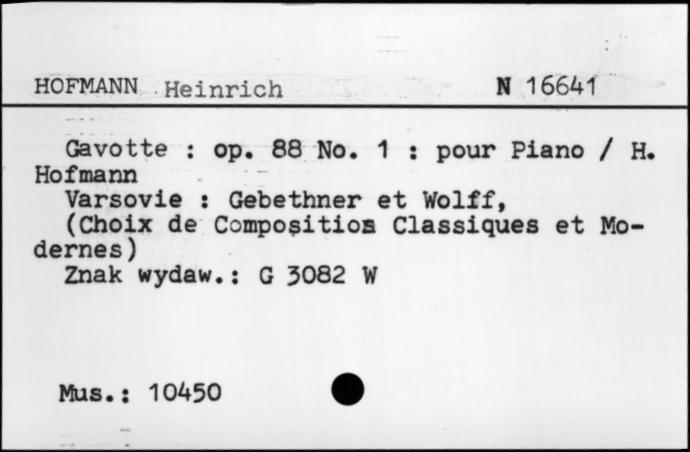 HOFMANN Heinrich N 16641
Gavotte : op. 88 No. 1 : pour Piano / H.
Hofmann
Varsovie : Gebethner et Wolff,
(Choix de Compositios Classiques et Mo-
dernes)
Znak wydaw.: G 3082 W
Mus.: 10450